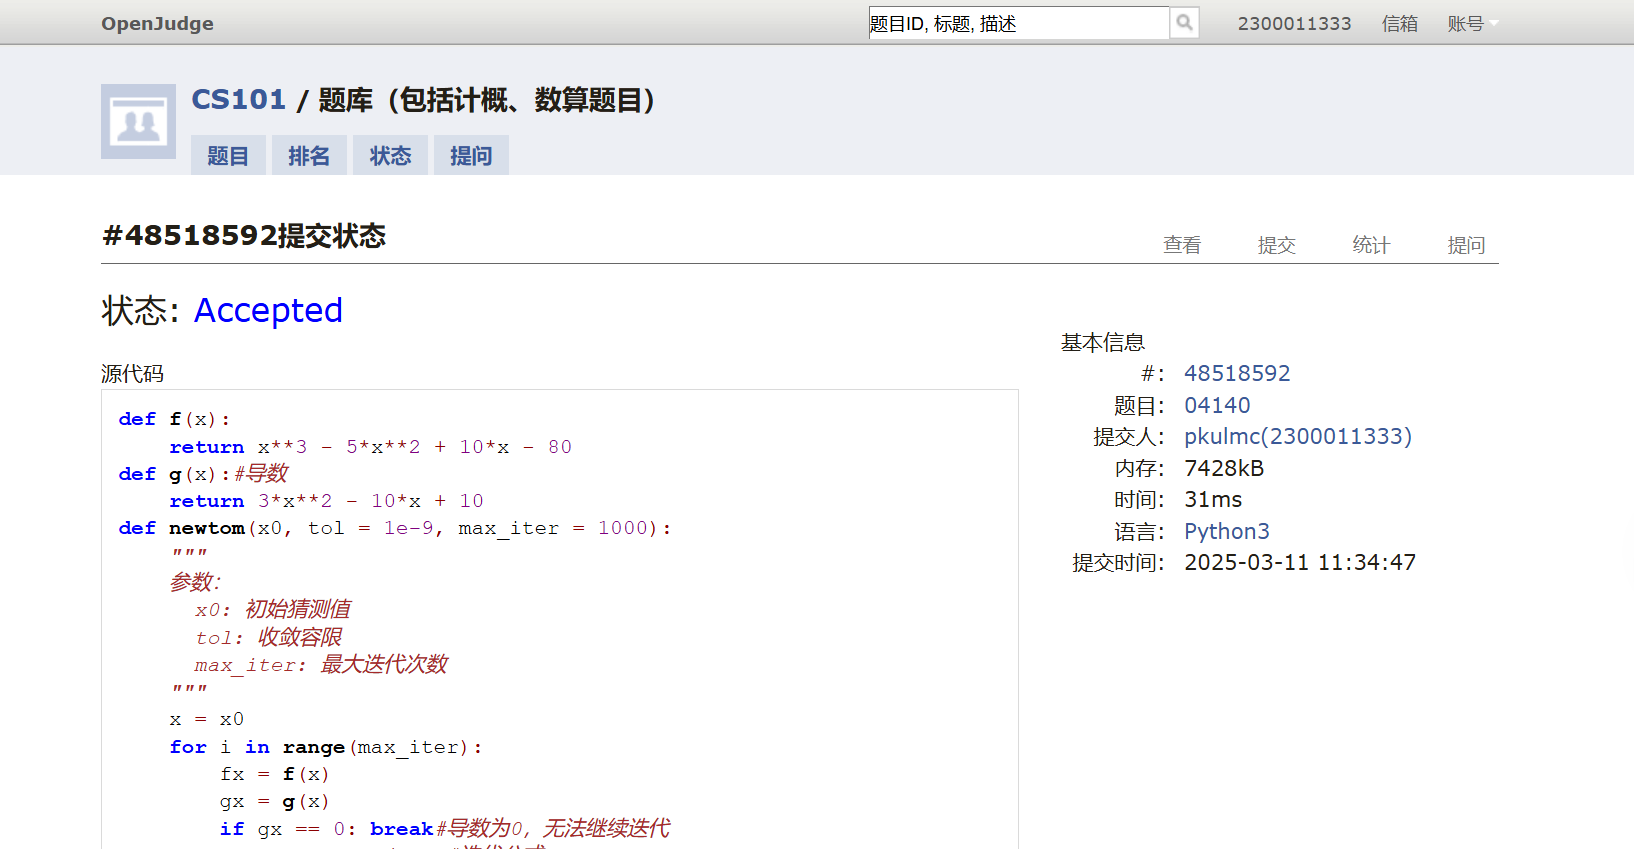 OpenJudge
题目ID, 标题, 描述
2300011333 信箱 账号
CS101 / 题库（包括计概、数算题目）
题目 排名 状态 提问
#48518592提交状态
查看 提交 统计 提问
状态: Accepted
基本信息
#: 48518592
题目: 04140
提交人: pkulmc(2300011333)
内存: 7428kB
时间: 31ms
语言: Python3
提交时间: 2025-03-11 11:34:47
源代码
def f(x):
    return x**3 - 5*x**2 + 10*x - 80
def g(x):#导数
    return 3*x**2 - 10*x + 10
def newtom(x0, tol = 1e-9, max_iter = 1000):
    """
    参数:
      x0: 初始猜测值
      tol: 收敛容限
      max_iter: 最大迭代次数
    """
    x = x0
    for i in range(max_iter):
        fx = f(x)
        gx = g(x)
        if gx == 0: break#导数为0，无法继续迭代